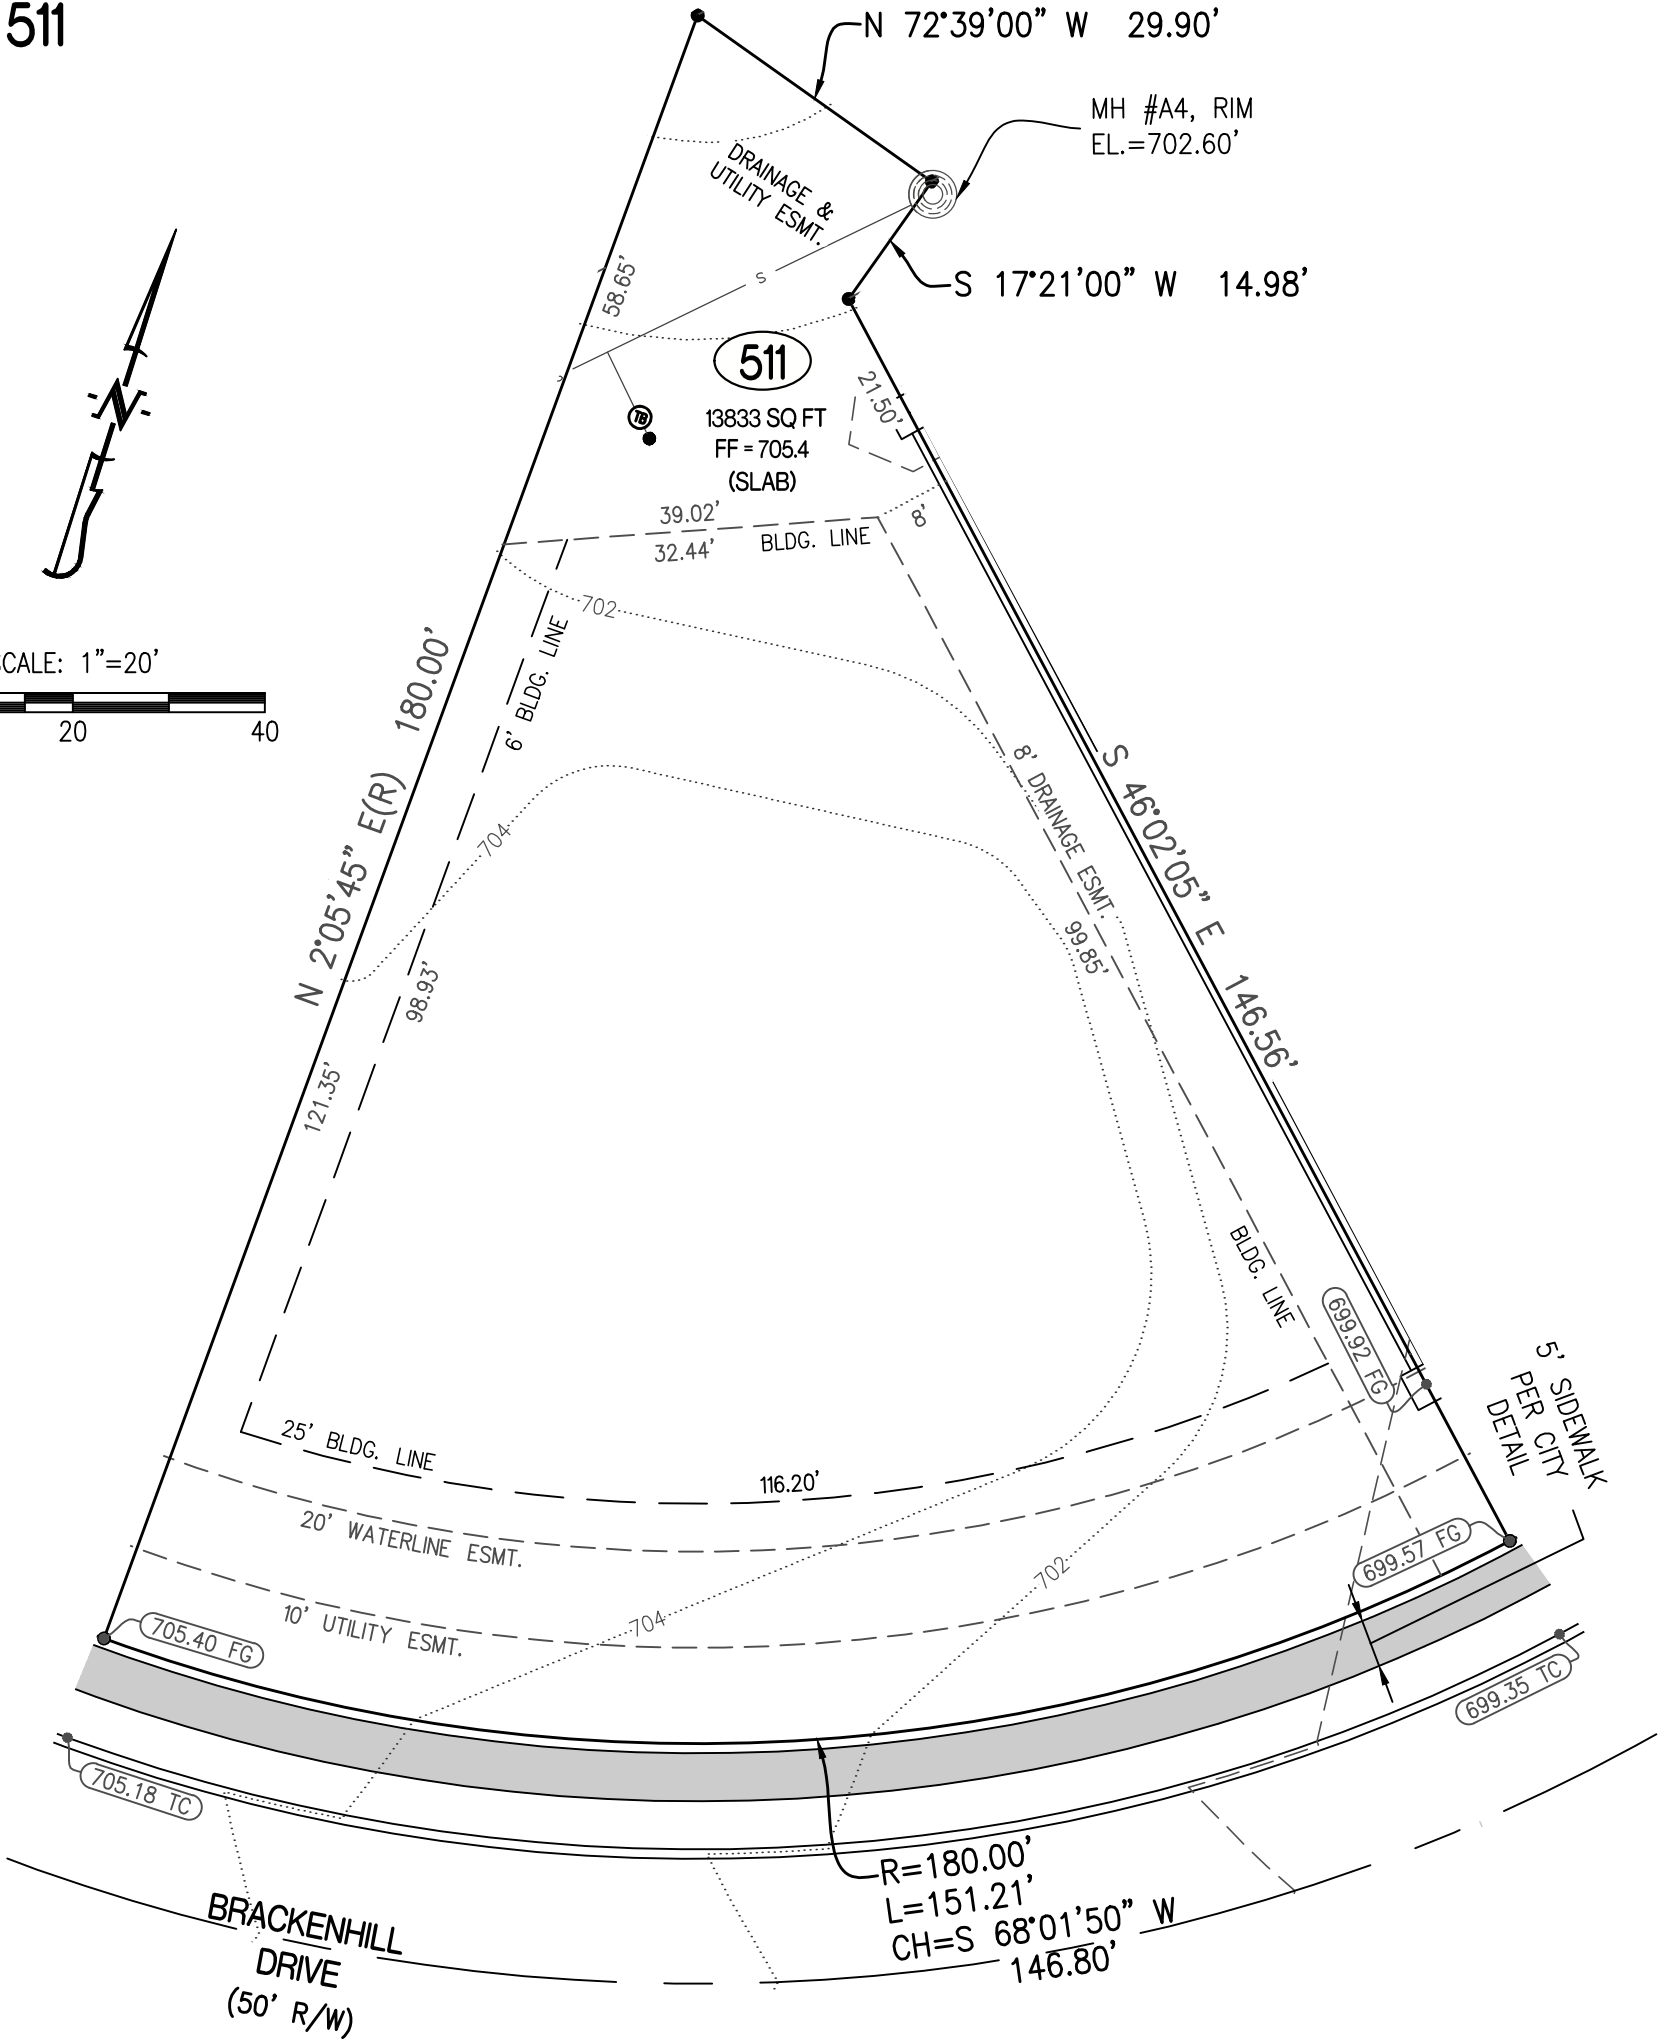 511
N 72°39'00" W 29.90'
MH #A4, RIM
EL.=702.60'
DRAINAGE &
UTILITY ESMT.
S 17°21'00" W 14.98'
58.65'
S
511
13833 SQ FT
FF = 705.4
(SLAB)
TB
21.50'
N
39.02'
32.44'
BLDG. LINE
8'
702
6' BLDG. LINE
CALE: 1"=20'
20
40
N 2°05'45" E(R) 180.00'
704
8' DRAINAGE ESMT.
S 46°02'05" E 146.56'
99.85'
98.93'
121.35'
BLDG. LINE
699.92 FG
5' SIDEWALK
PER CITY
DETAIL
25' BLDG. LINE
116.20'
20' WATERLINE ESMT.
699.57 FG
702
704
10' UTILITY ESMT.
705.40 FG
699.35 TC
705.18 TC
R=180.00'
L=151.21'
CH=S 68°01'50" W
146.80'
BRACKENHILL
DRIVE
(50' R/W)